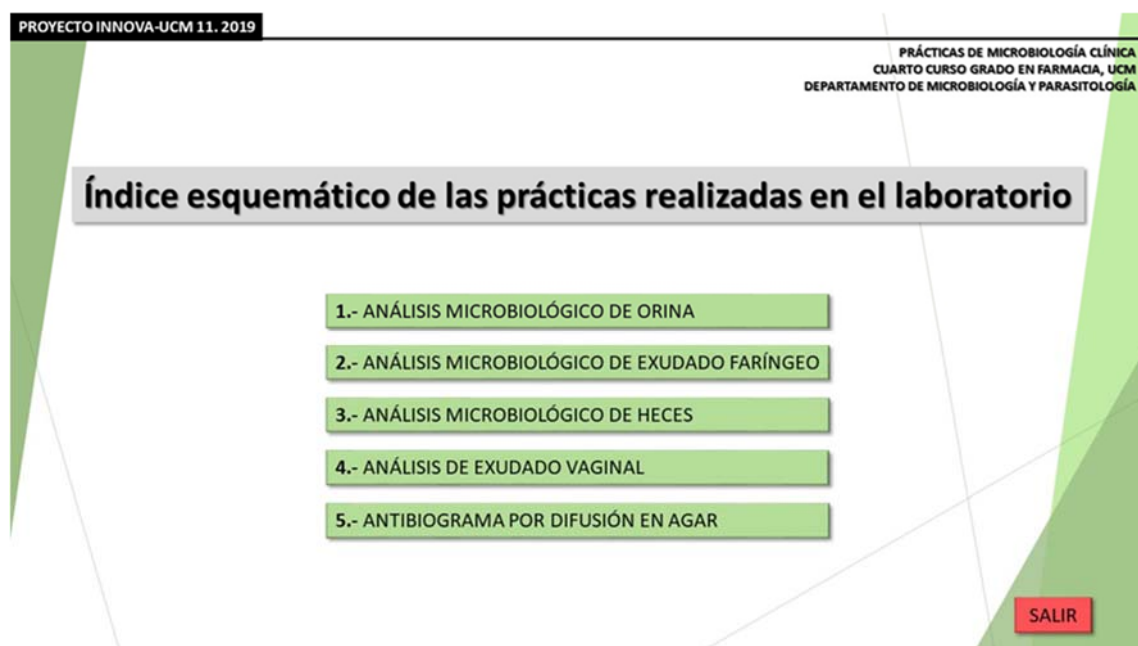 PROYECTO INNOVA-UCM 11. 2019
PRÁCTICAS DE MICROBIOLOGÍA CLÍNICA
CUARTO CURSO GRADO EN FARMACIA, UCM
DEPARTAMENTO DE MICROBIOLOGÍA Y PARASITOLOGÍA
Índice esquemático de las prácticas realizadas en el laboratorio
1.- ANÁLISIS MICROBIOLÓGICO DE ORINA
2.- ANÁLISIS MICROBIOLÓGICO DE EXUDADO FARÍNGEO
3.- ANÁLISIS MICROBIOLÓGICO DE HECES
4.- ANÁLISIS DE EXUDADO VAGINAL
5.- ANTIBIOGRAMA POR DIFUSIÓN EN AGAR
SALIR